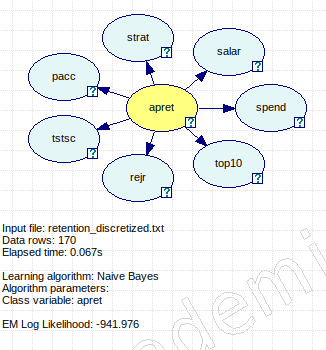 strat
salar
pacc
apret
spend
tstsc
rejr
top10
Input file: retention_discretized.txt
Data rows: 170
Elapsed time: 0.067s
Learning algorithm: Naive Bayes
Algorithm parameters:
Class variable: apret
EM Log Likelihood: -941.976
ademi